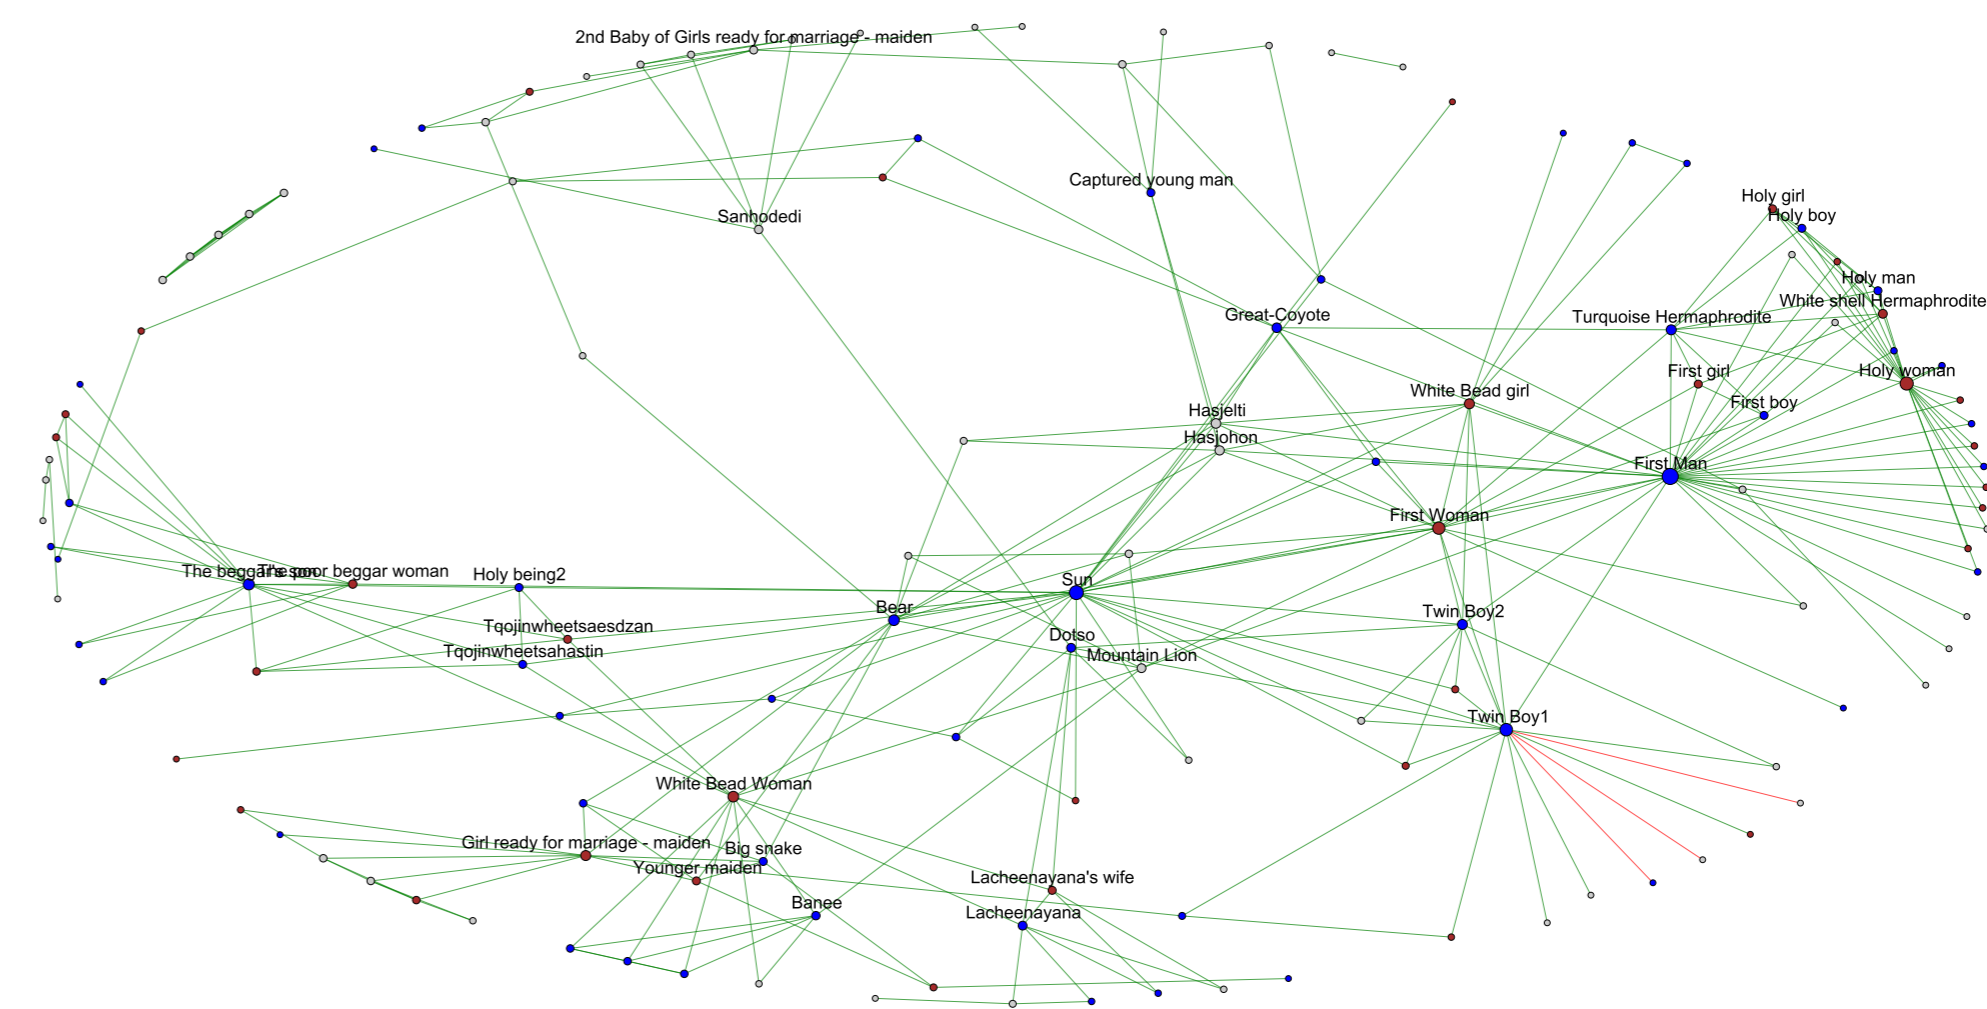 2nd Baby of Girls ready for marriage - maiden
Captured young man
Holy girl
Holy boy
Sanhodedi
Holy man
White shell Hermaphrodite
Great-Coyote
Turquoise Hermaphrodite
First girl
Holy woman
White Bead girl
First boy
Hasjelti
Hasjohon
First Man
First Woman
The beggar's son
The poor beggar woman
Holy being2
Sun
Bear
Twin Boy2
Tqojinwheetsaesdzan
Dotso
Tqojinwheetsahastin
Mountain Lion
Twin Boy1
White Bead Woman
Girl ready for marriage - maiden
Big snake
Younger maiden
Lacheenayana's wife
Banee
Lacheenayana